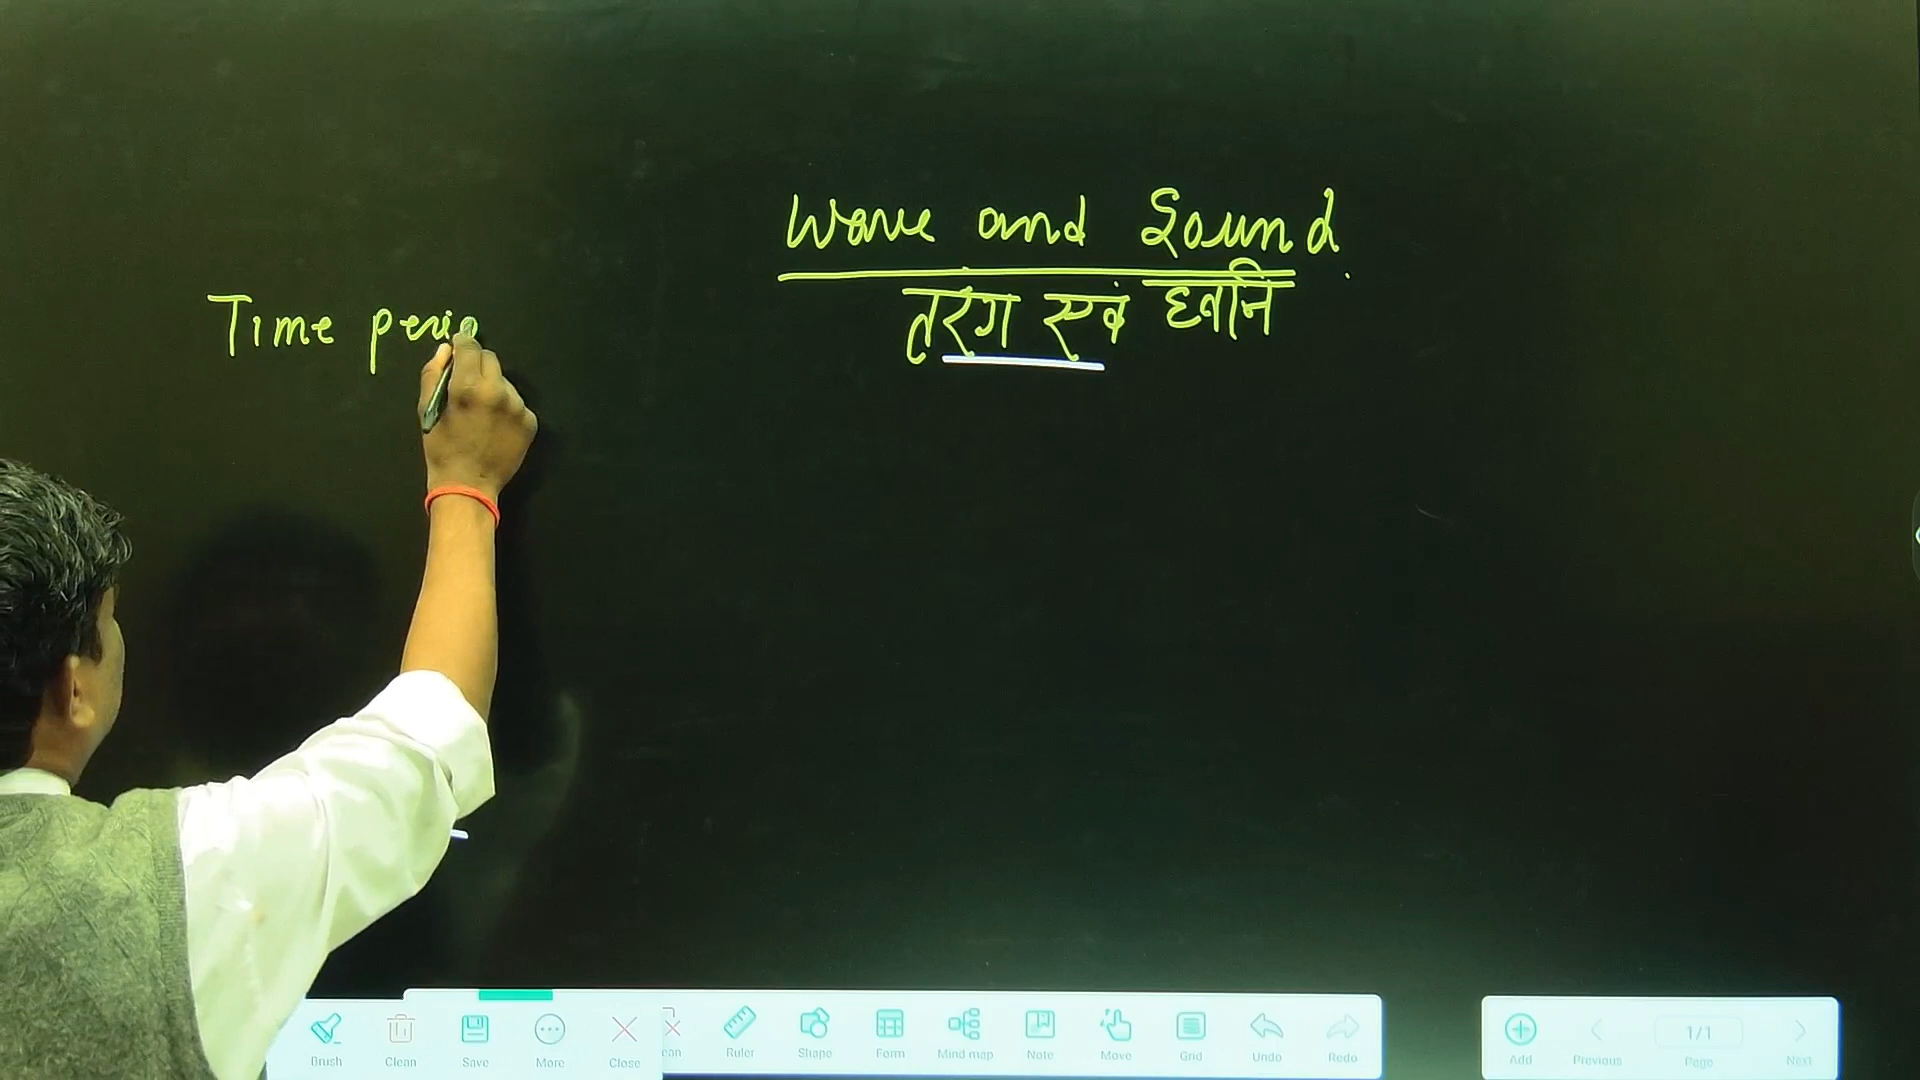 Wave and Sound
तरंग एवं ध्वनि
Time perio
Brush Clean Save More Close ean Ruler Shape Form Mind map Note Move Grid Undo Redo
Add Previous 1/1 Page Next